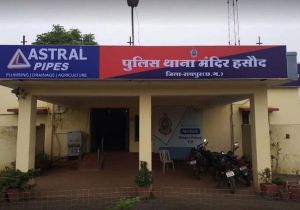 ASTRAL
PIPES
PLUMBING | DRAINAGE | AGRICULTURE
पुलिस थाना मंदिर हसौद
जिला-रायपुर (छ.ग.)